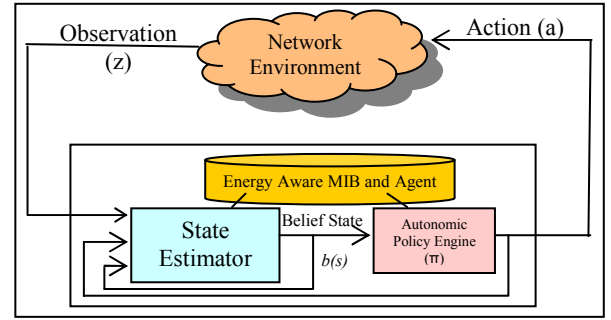 Observation
(z)
Network
Environment
Action (a)
Energy Aware MIB and Agent
State
Estimator
Belief State
b(s)
Autonomic
Policy Engine
(π)